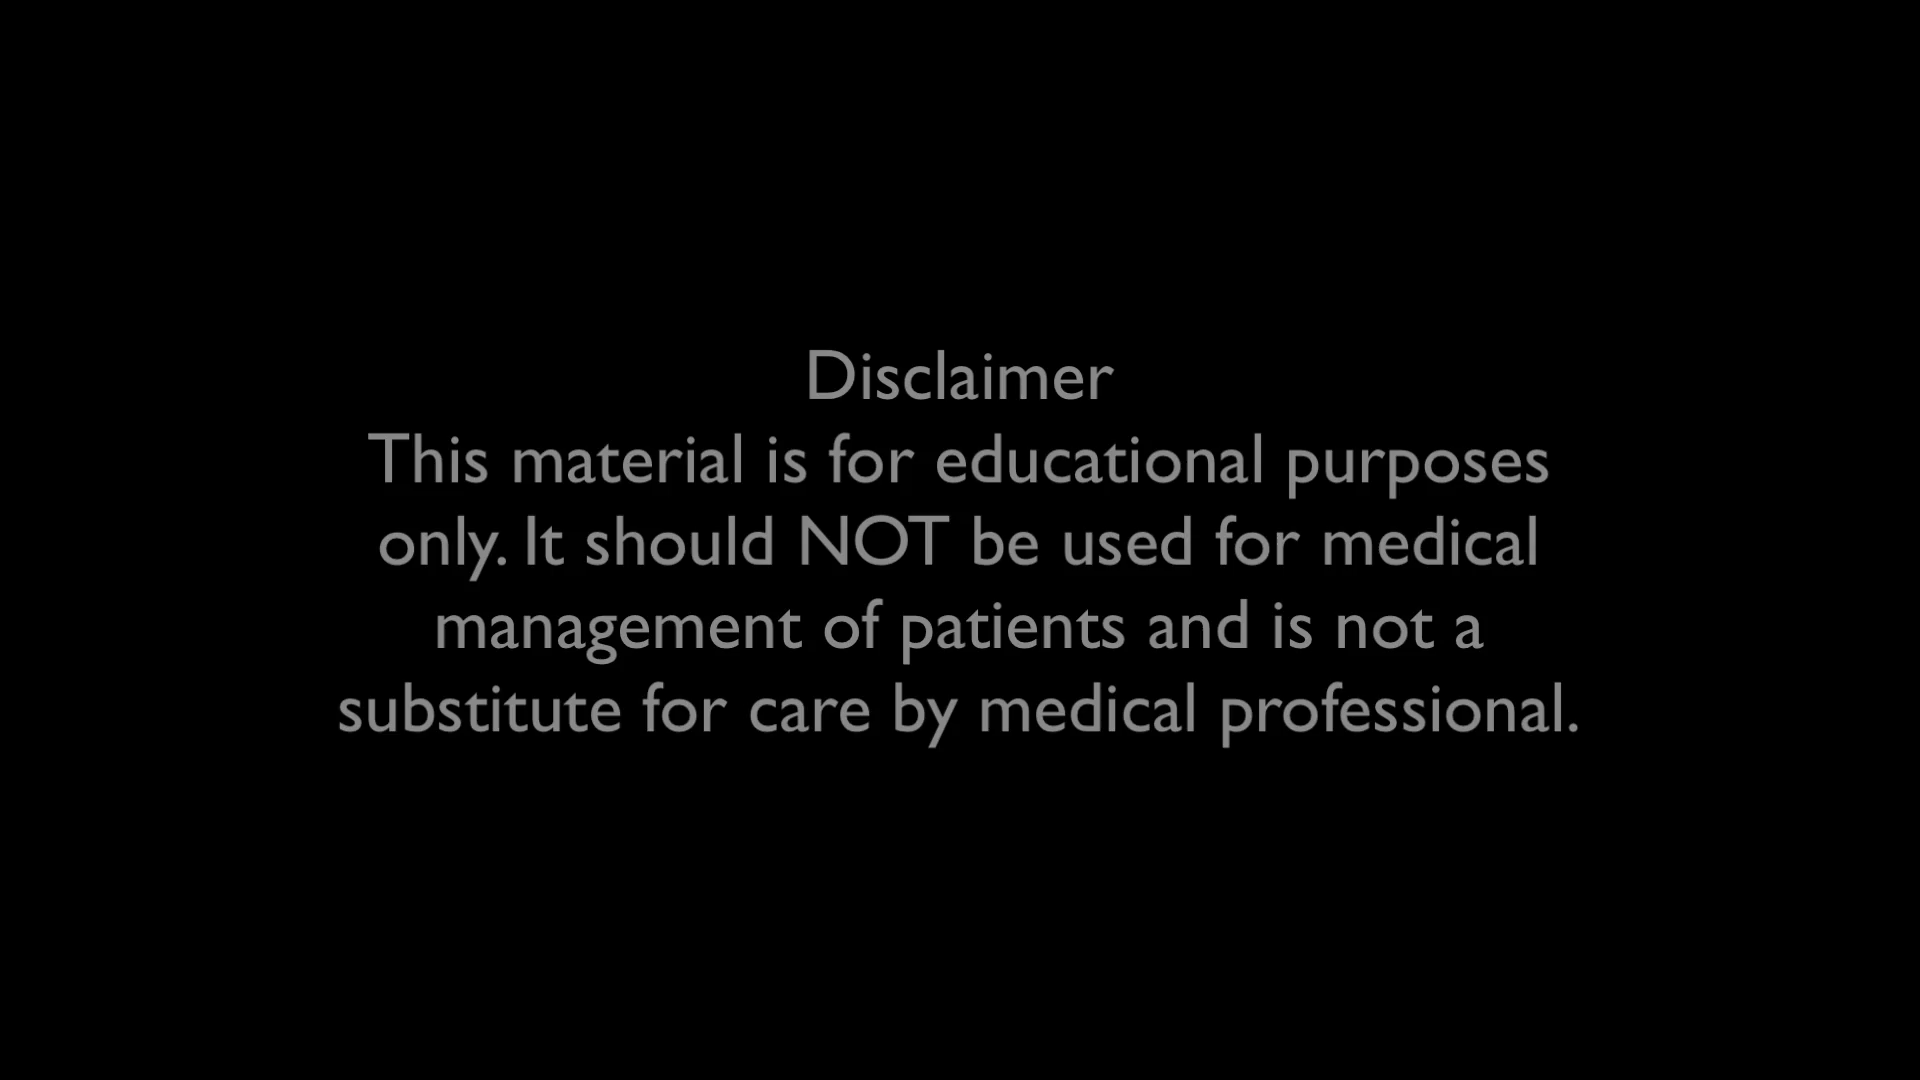 Disclaimer
This material is for educational purposes
only. It should NOT be used for medical
management of patients and is not a
substitute for care by medical professional.